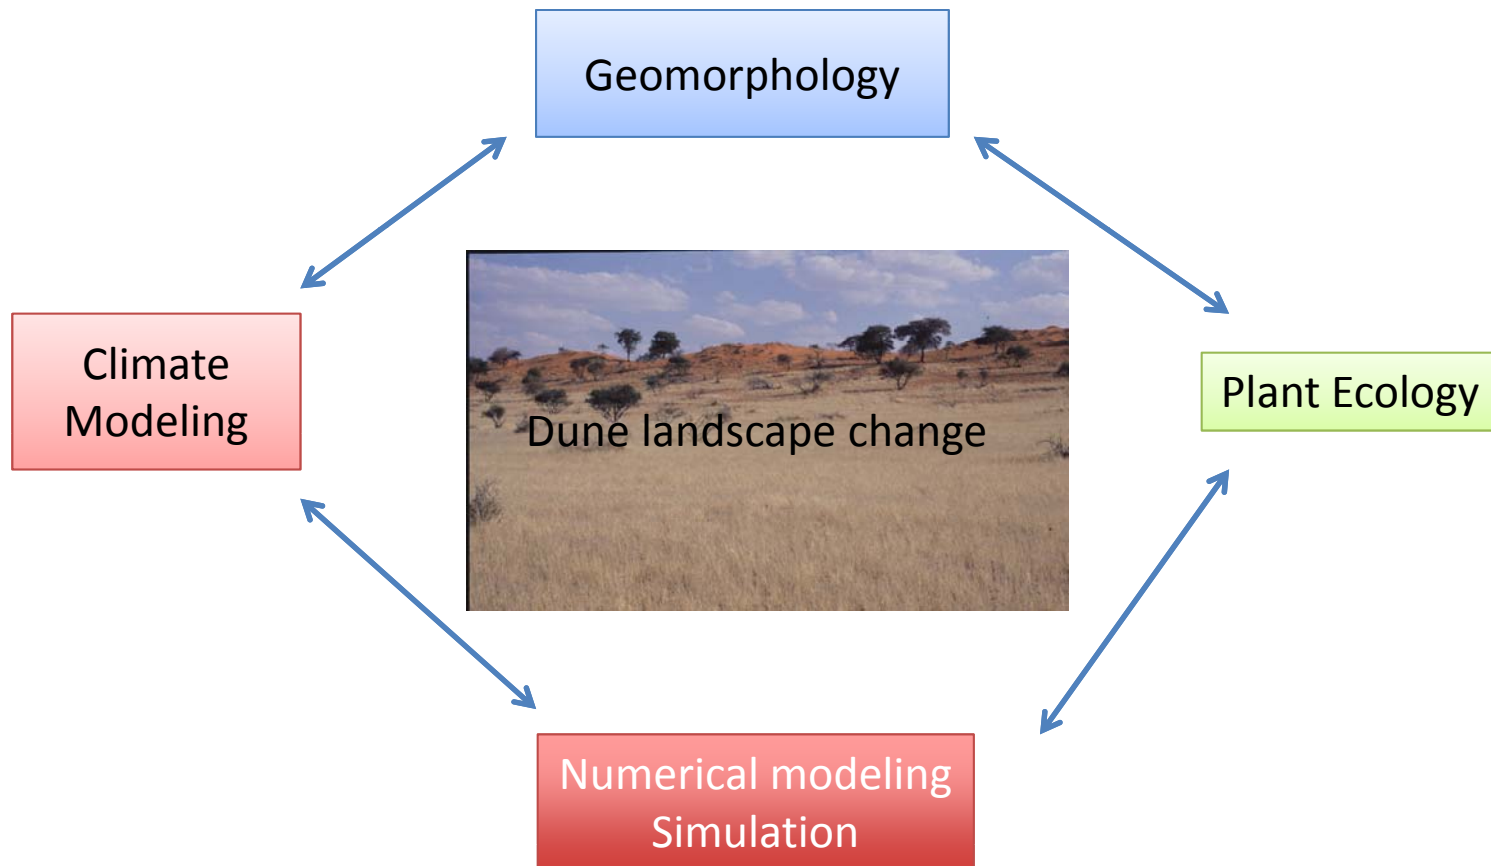 Geomorphology
Climate
Modeling
Dune landscape change
Plant Ecology
Numerical modeling
Simulation